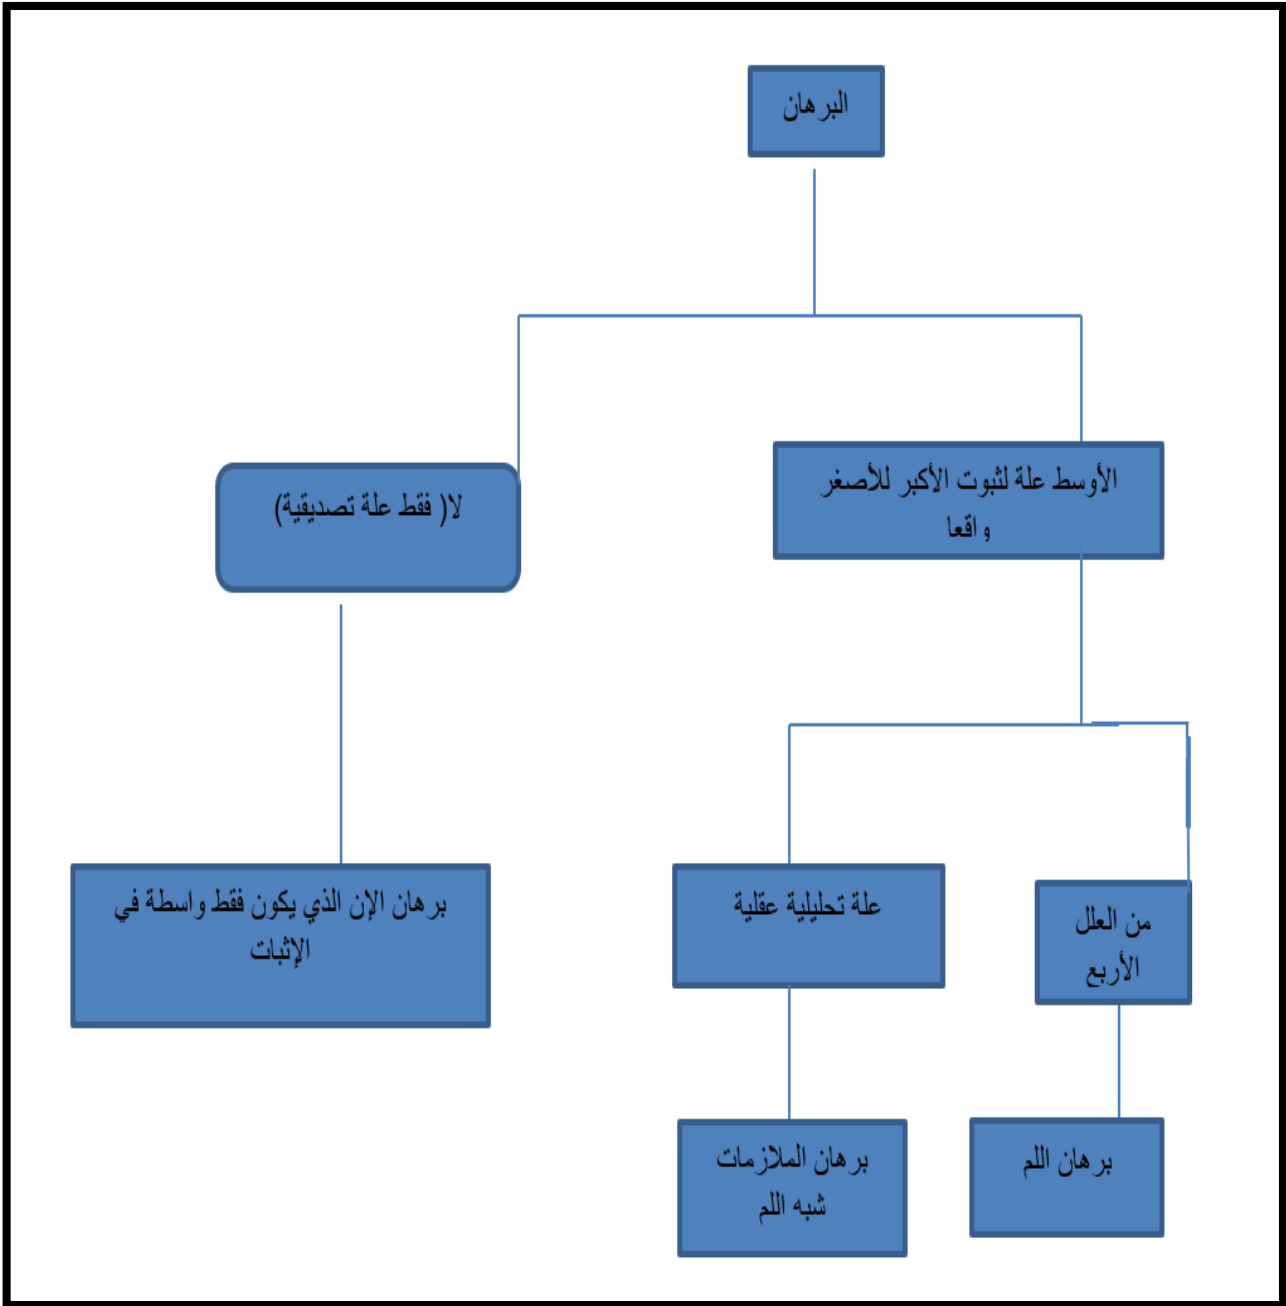 البرهان
الأوسط علة لثبوت الأكبر للأصغر
واقعا
لا( فقط علة تصديقية)
من العلل
الأربع
علة تحليلية عقلية
برهان الإن الذي يكون فقط واسطة في
الإثبات
برهان اللم
برهان الملازمات
شبه اللم